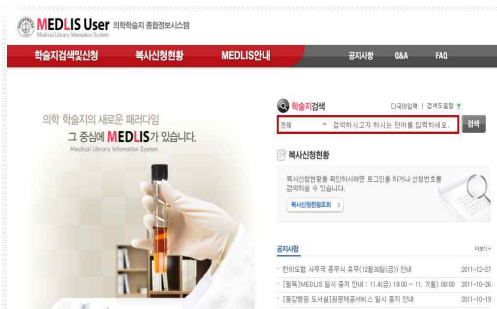 MEDLIS User 의학학술지 종합정보시스템
Medical Library Information System
학술지검색및신청 복사신청현황 MEDLIS안내 공지사항 Q&A FAQ
의학 학술지의 새로운 패러다임
그 중심에 MEDLIS가 있습니다.
Medical Library Infomation System
학술지검색 다국어입력 | 검색도움말 ?
전체 검색하시고자 하시는 단어를 입력하세요. 검색
복사신청현황
복사신청현황을 확인하시려면 로그인을 하거나 신청번호를
검색하실 수 있습니다.
복사신청현황조회 >
공지사항 더보기+
한의도협 사무국 종무식 휴무(12월30일(금)) 안내 2011-12-27
[필독]MEDLIS 일시 중지 안내 : 11.4(금) 19:00 ~ 11. 7(월) 08:00 2011-10-26
도서실]원문제공서비스 일시 중지 안내 2011-10-19